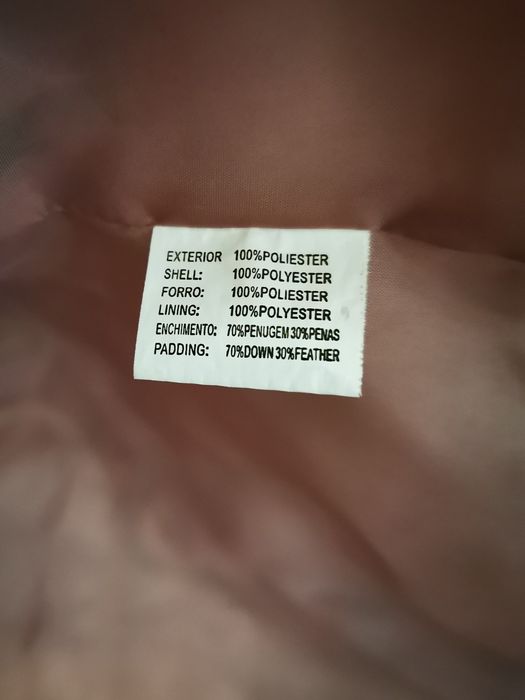 EXTERIOR 100%POLIESTER
SHELL: 100%POLYESTER
FORRO: 100%POLIESTER
LINING: 100%POLYESTER
ENCHIMENTO: 70%PENUGEM 30%PENAS
PADDING: 70%DOWN 30%FEATHER